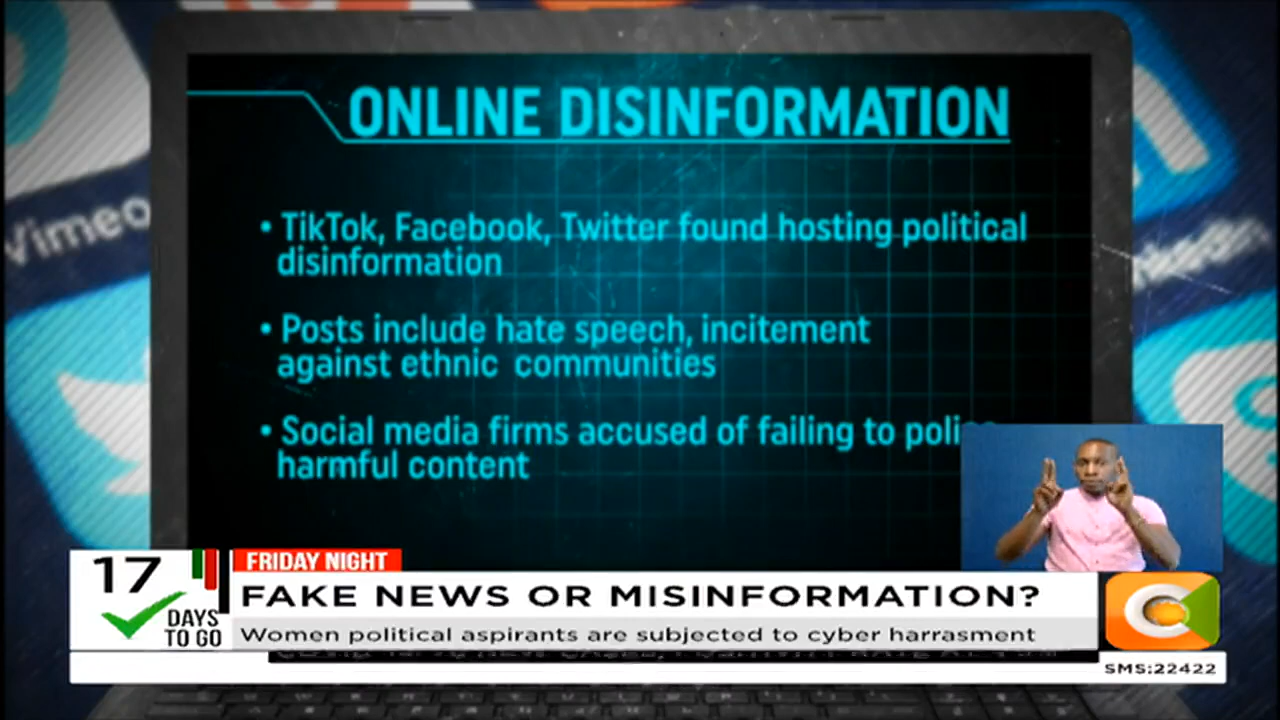 ONLINE DISINFORMATION
• TikTok, Facebook, Twitter found hosting political
disinformation
• Posts include hate speech, incitement
against ethnic communities
• Social media firms accused of failing to
harmful content
Vimeo
17
DAYS
TO GO
FRIDAY NIGHT
FAKE NEWS OR MISINFORMATION?
Women political aspirants are subjected to cyber harrasment
SMS:22422